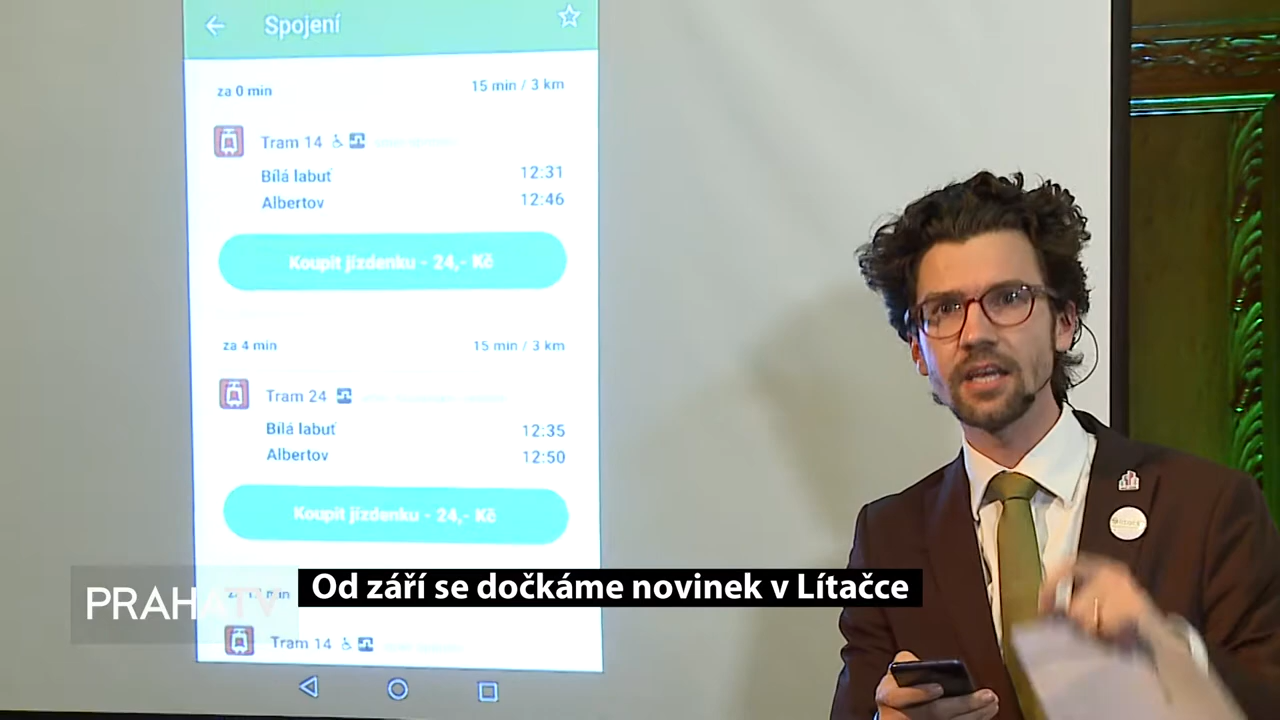 Spojení
za 0 min
15 min / 3 km
Tram 14
Bílá labuť
12:31
Albertov
12:46
Koupit jízdenku - 24,- Kč
za 4 min
15 min / 3 km
Tram 24
Bílá labuť
12:35
Albertov
12:50
Koupit jízdenku - 24,- Kč
min
PRAHA TV
Od září se dočkáme novinek v Lítačce
Tram 14